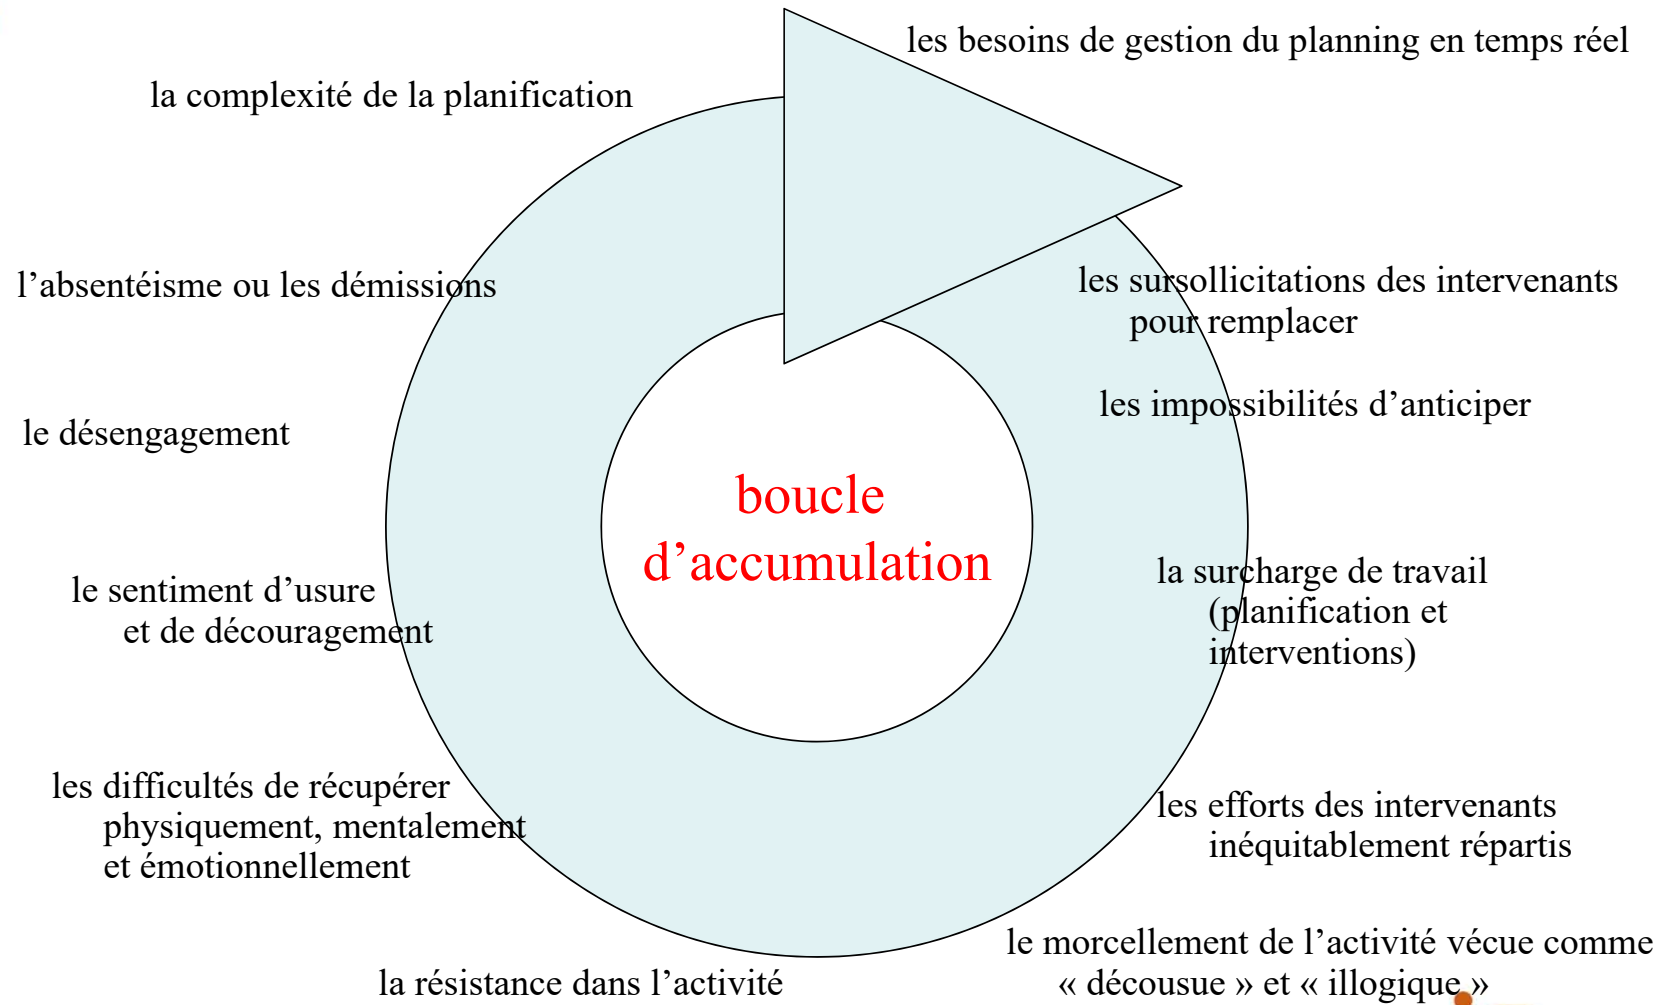 les besoins de gestion du planning en temps réel
la complexité de la planification
les sursollicitations des intervenants
pour remplacer
l’absentéisme ou les démissions
les impossibilités d’anticiper
le désengagement
boucle
d’accumulation
la surcharge de travail
(planification et
interventions)
le sentiment d’usure
et de découragement
les difficultés de récupérer
physiquement, mentalement
et émotionnellement
les efforts des intervenants
inéquitablement répartis
le morcellement de l’activité vécue comme
« décousue » et « illogique »
la résistance dans l’activité